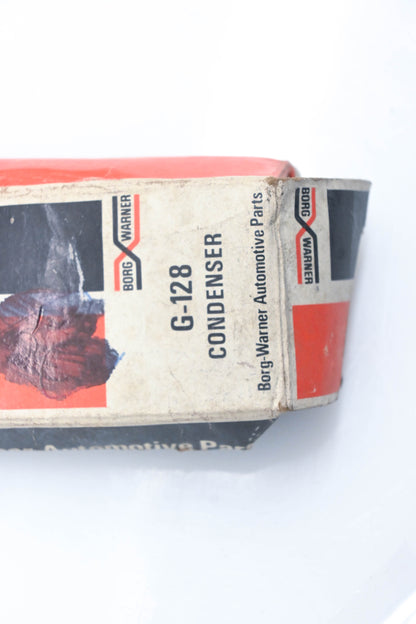 BORG WARNER
G-128
CONDENSER
Borg-Warner Automotive Parts
BORG WARNER
Automotive Parts